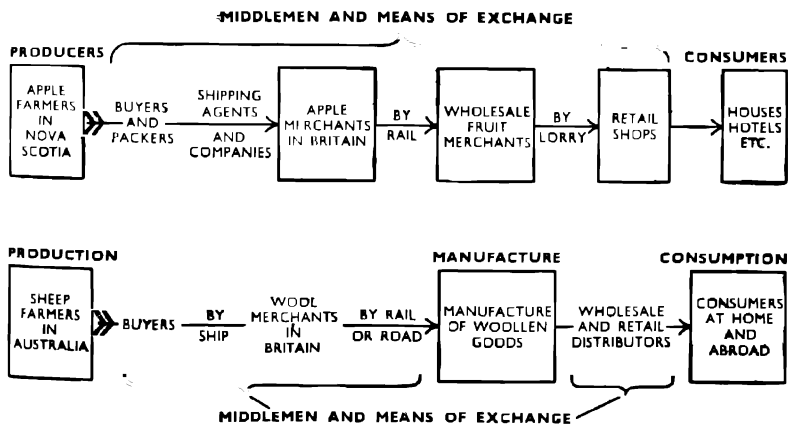 MIDDLEMEN AND MEANS OF EXCHANGE
PRODUCERS
CONSUMERS
APPLE
FARMERS
IN
NOVA
SCOTIA
BUYERS
AND
PACKERS
SHIPPING
AGENTS
AND
COMPANIES
APPLE
MERCHANTS
IN BRITAIN
BY
RAIL
WHOLESALE
FRUIT
MERCHANTS
BY
LORRY
RETAIL
SHOPS
HOUSES
HOTELS
ETC.
PRODUCTION
MANUFACTURE
CONSUMPTION
SHEEP
FARMERS
IN
AUSTRALIA
BUYERS
BY
SHIP
WOOL
MERCHANTS
IN
BRITAIN
BY RAIL
OR ROAD
MANUFACTURE
OF WOOLLEN
GOODS
WHOLESALE
AND RETAIL
DISTRIBUTORS
CONSUMERS
AT HOME
AND
ABROAD
MIDDLEMEN AND MEANS OF EXCHANGE